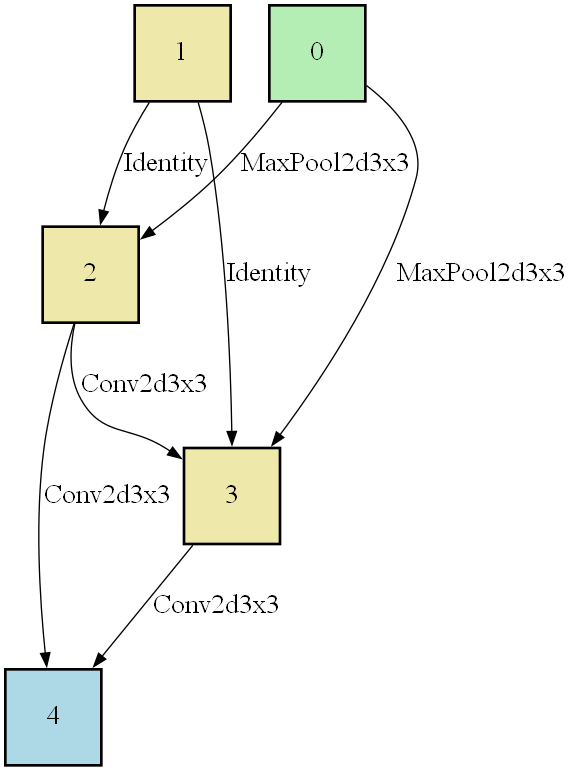 1
0
Identity
MaxPool2d3x3
2
Identity
MaxPool2d3x3
Conv2d3x3
Conv2d3x3
3
Conv2d3x3
4